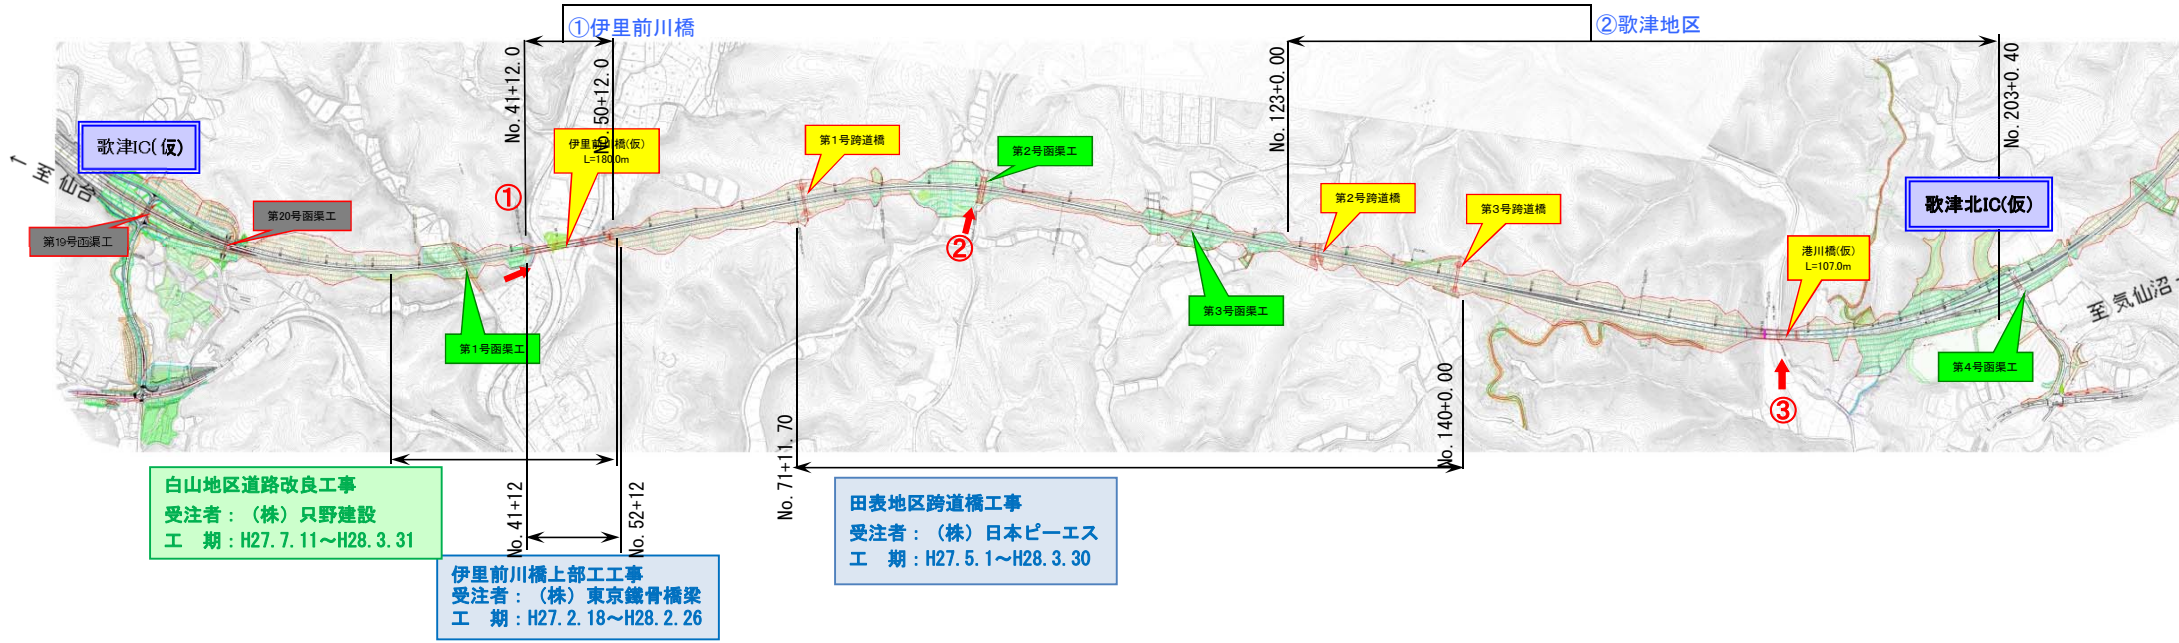 ①伊里前川橋
②歌津地区
No.41+12.0
No.50+12.0
No.123+0.00
No.203+0.40
歌津IC(仮)
← 至 仙台
第19号函渠工
第20号函渠工
①
伊里前川橋(仮)
L=180.0m
第1号跨道橋
第2号函渠工
②
第2号跨道橋
第3号跨道橋
歌津北IC(仮)
港川橋(仮)
L=107.0m
至 気仙沼 →
第1号函渠工
第3号函渠工
第4号函渠工
③
No.71+11.70
No.140+0.00
No.41+12
No.52+12
白山地区道路改良工事
受注者：（株）只野建設
工　期：H27.7.11～H28.3.31
伊里前川橋上部工工事
受注者：（株）東京鐵骨橋梁
工　期：H27.2.18～H28.2.26
田表地区跨道橋工事
受注者：（株）日本ピーエス
工　期：H27.5.1～H28.3.30